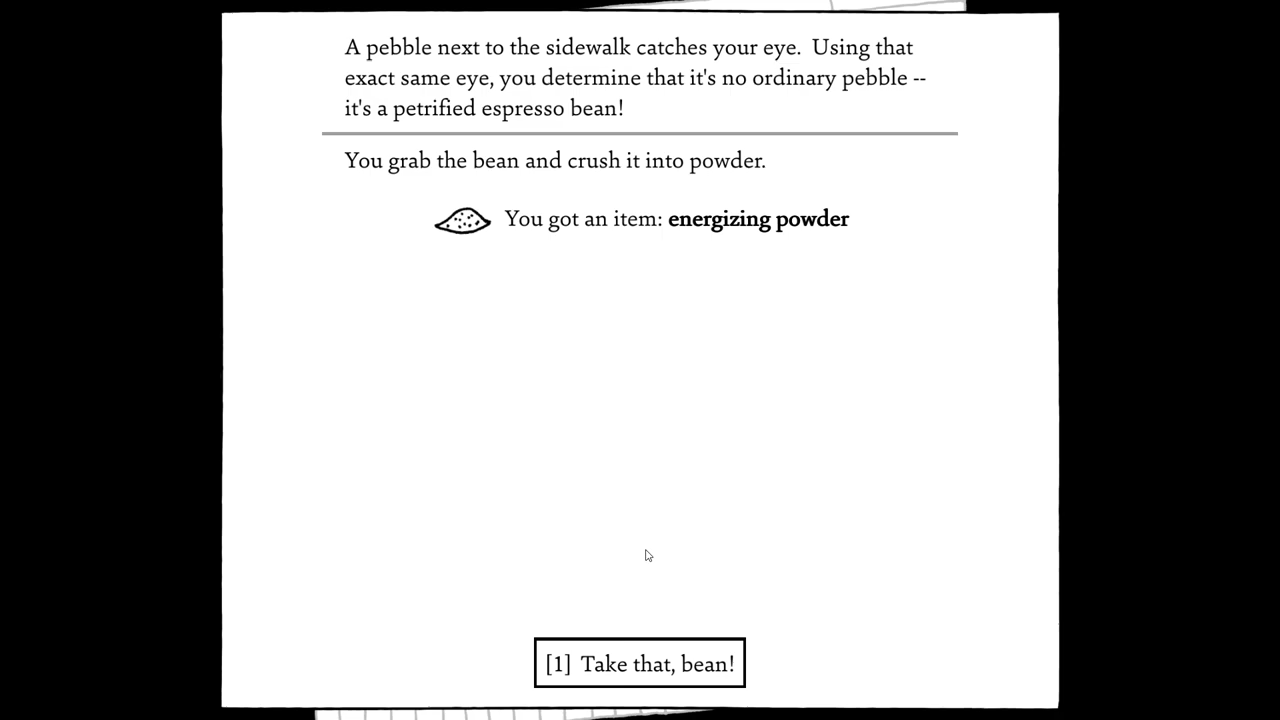 A pebble next to the sidewalk catches your eye.  Using that
exact same eye, you determine that it's no ordinary pebble --
it's a petrified espresso bean!
You grab the bean and crush it into powder.
You got an item: energizing powder
[1]  Take that, bean!